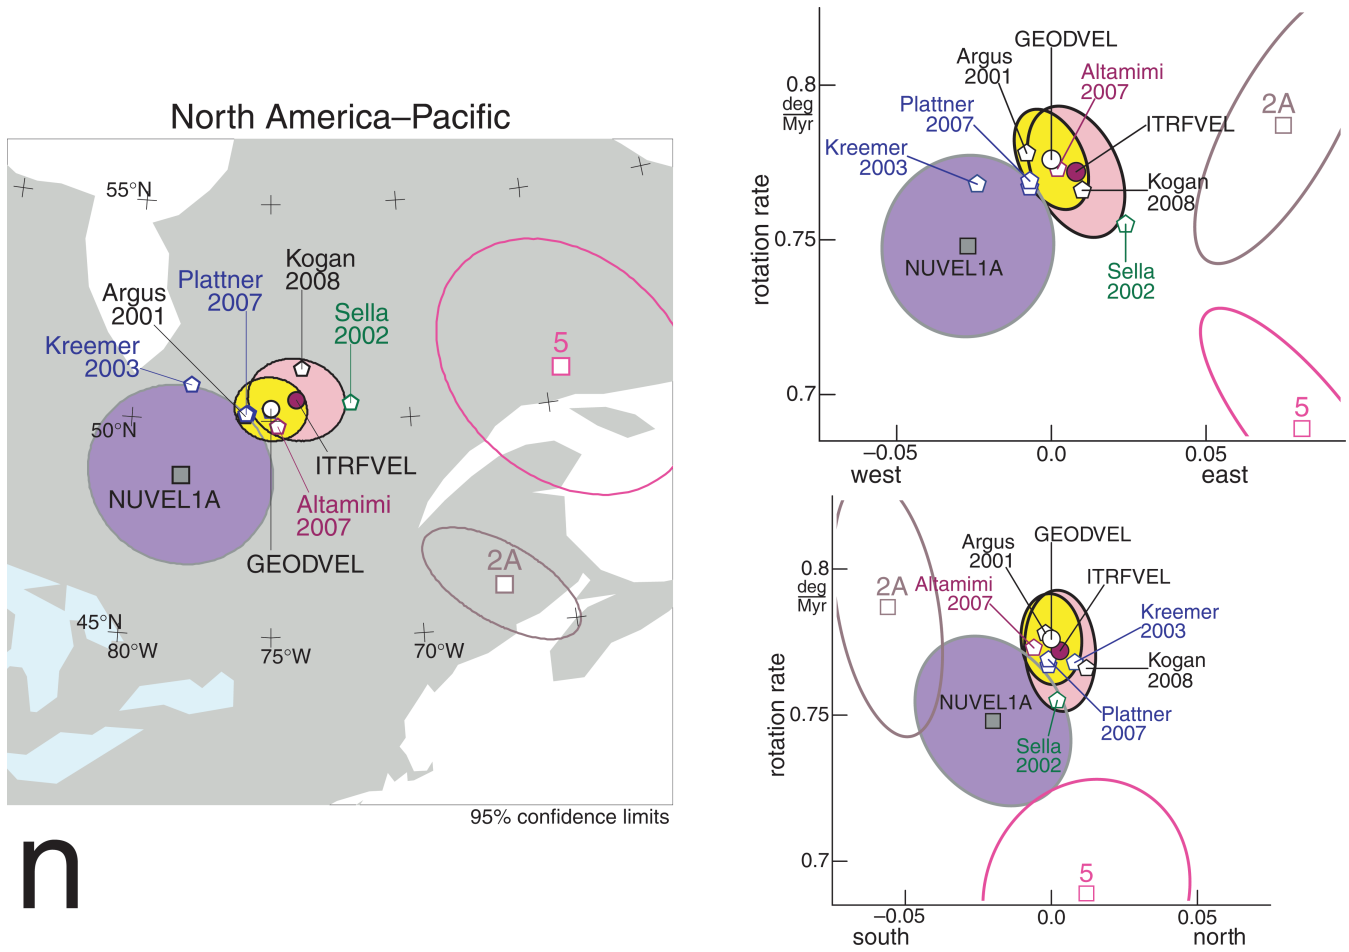 North America–Pacific
55°N
Kogan
2008
Plattner
2007
Argus
2001
Sella
2002
Kreemer
2003
5
50°N
ITRFVEL
NUVEL1A
Altamimi
2007
GEODVEL
2A
45°N
80°W
75°W
70°W
95% confidence limits
n
GEODVEL
Argus
2001
Altamimi
2007
0.8
deg
Myr
Plattner
2007
2A
ITRFVEL
Kreemer
2003
Kogan
2008
rotation rate
0.75
NUVEL1A
Sella
2002
0.7
5
–0.05
0.0
0.05
west
east
GEODVEL
Argus
2001
0.8
deg
Myr
2A
Altamimi
2007
ITRFVEL
Kreemer
2003
Kogan
2008
rotation rate
0.75
NUVEL1A
Plattner
2007
Sella
2002
0.7
5
–0.05
0.0
0.05
south
north